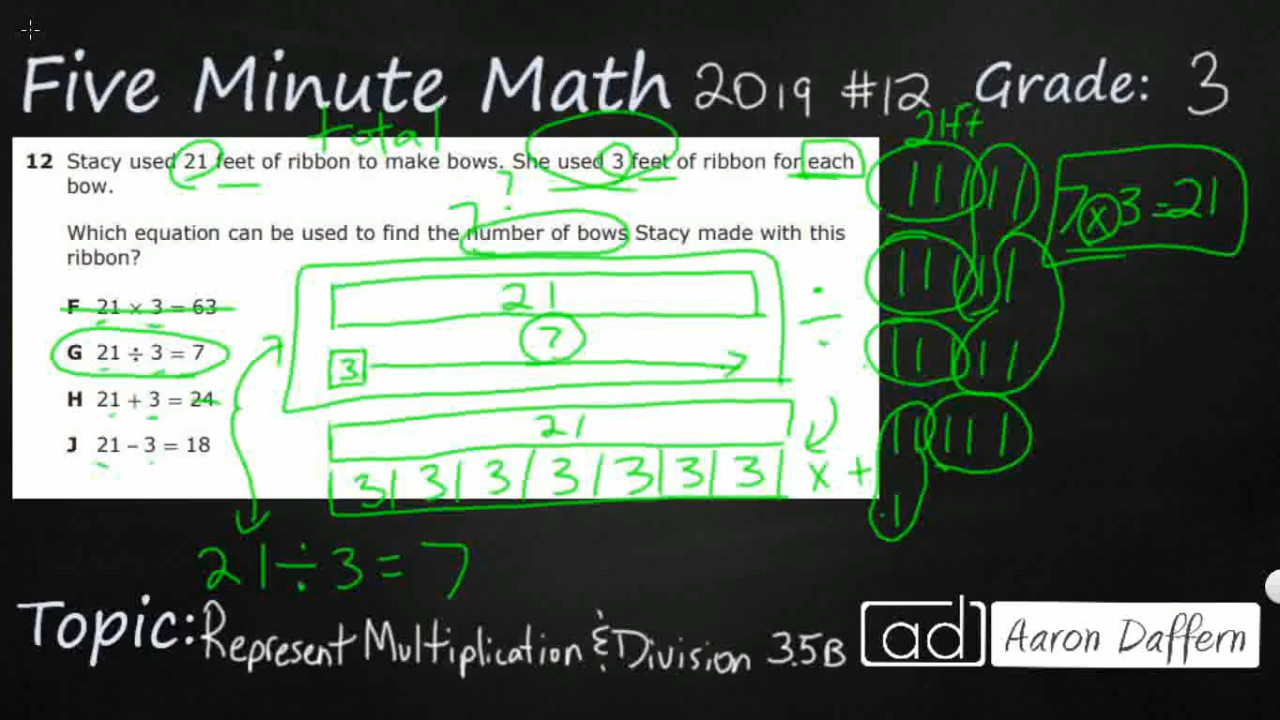 Five Minute Math 2019 #12 Grade: 3
total
21ft
12 Stacy used 21 feet of ribbon to make bows. She used 3 feet of ribbon for each
bow.
?
7
7 x 3 = 21
Which equation can be used to find the number of bows Stacy made with this
ribbon?
F 21 × 3 = 63
21
÷
G 21 ÷ 3 = 7
?
3
H 21 + 3 = 24
21
J 21 – 3 = 18
3 3 3 3 3 3 3 x +
21 ÷ 3 = 7
Topic: Represent Multiplication & Division 3.5B
ad Aaron Daffern